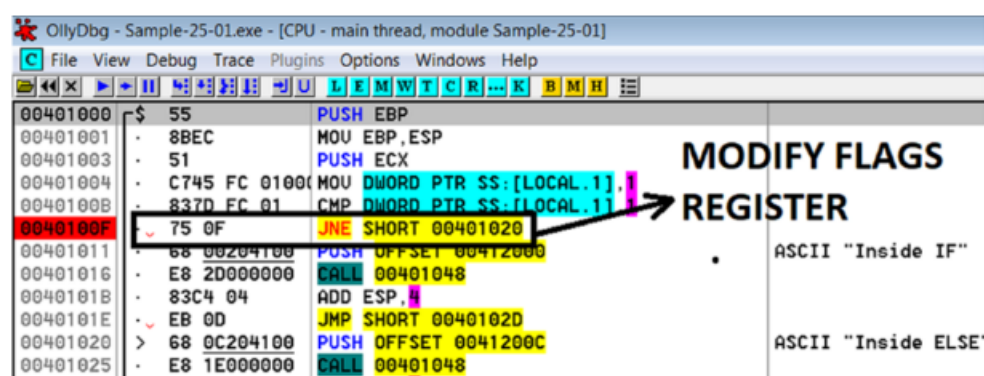 OllyDbg - Sample-25-01.exe - [CPU - main thread, module Sample-25-01]
C File View Debug Trace Plugins Options Windows Help
L E M W T C R ... K B M H
00401000 $ 55 PUSH EBP
00401001 · 8BEC MOV EBP,ESP
00401003 · 51 PUSH ECX
00401004 · C745 FC 0100( MOV DWORD PTR SS:[LOCAL.1],1
0040100B · 837D FC 01 CMP DWORD PTR SS:[LOCAL.1],1
MODIFY FLAGS
REGISTER
0040100F · 75 0F JNE SHORT 00401020
00401011 · 68 00204100 PUSH OFFSET 00412000 ASCII "Inside IF"
00401016 · E8 2D000000 CALL 00401048
0040101B · 83C4 04 ADD ESP,4
0040101E · EB 0D JMP SHORT 0040102D
00401020 > 68 0C204100 PUSH OFFSET 0041200C ASCII "Inside ELSE"
00401025 · E8 1E000000 CALL 00401048